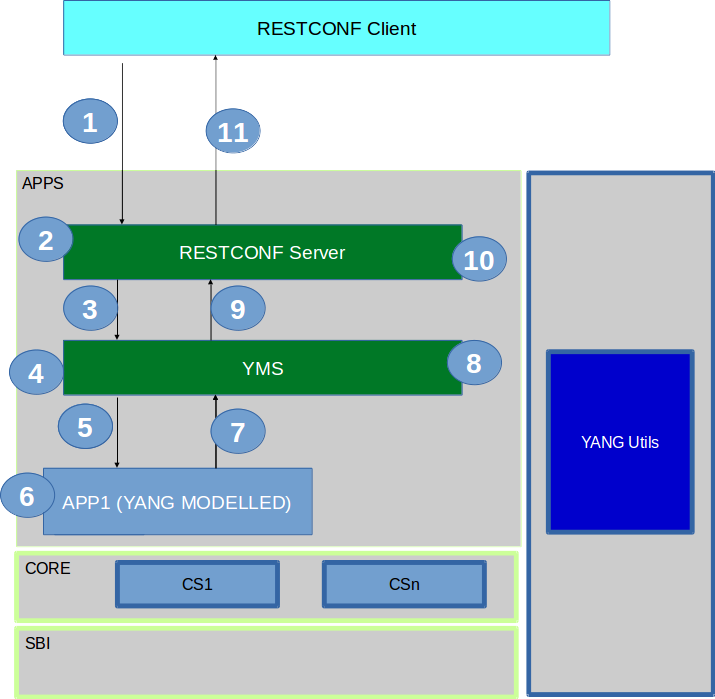 RESTCONF Client
1
11
APPS
2
RESTCONF Server
10
3
9
4
YMS
8
5
7
YANG Utils
6
APP1 (YANG MODELLED)
CORE
CS1
CSn
SBI